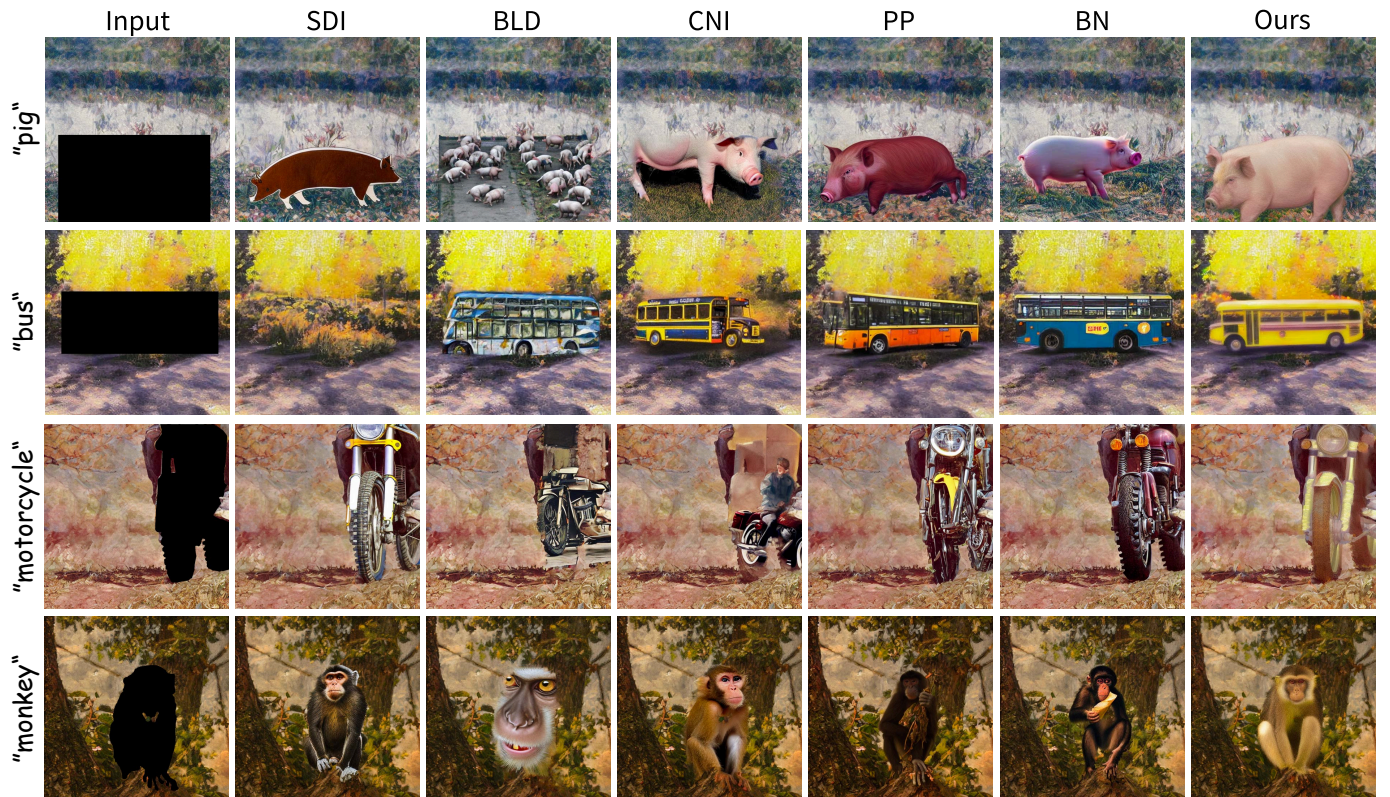 Input SDI BLD CNI PP BN Ours
"pig"
"bus"
"motorcycle"
"monkey"